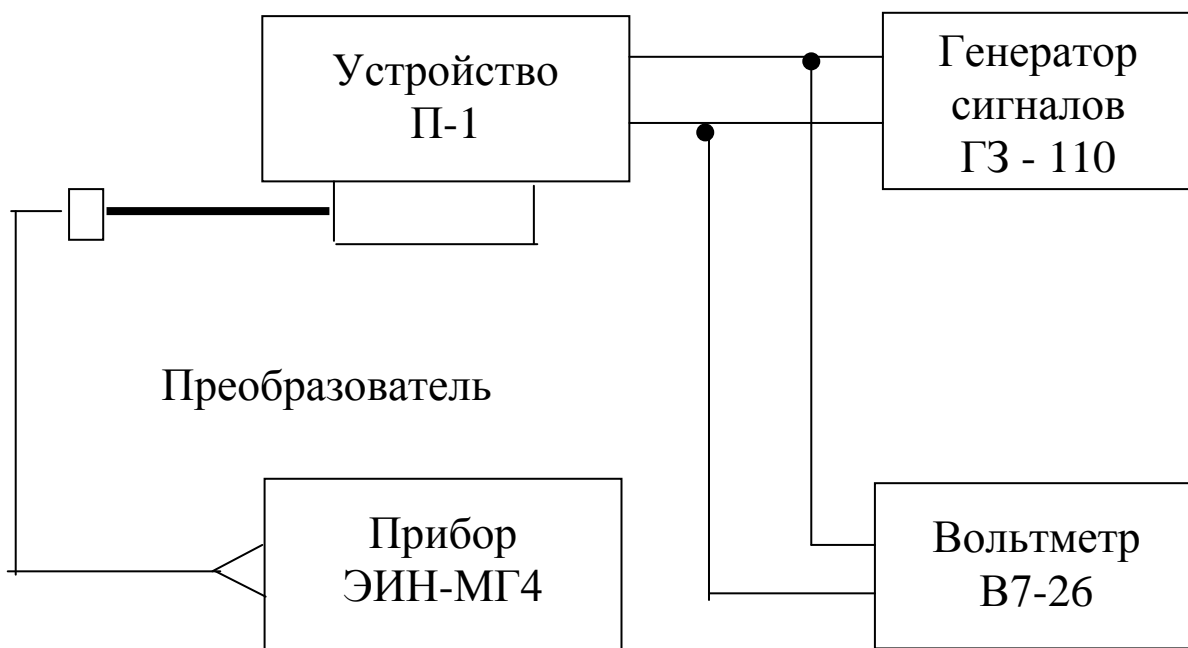 Устройство
П-1
Генератор
сигналов
ГЗ - 110
Преобразователь
Прибор
ЭИН-МГ4
Вольтметр
В7-26